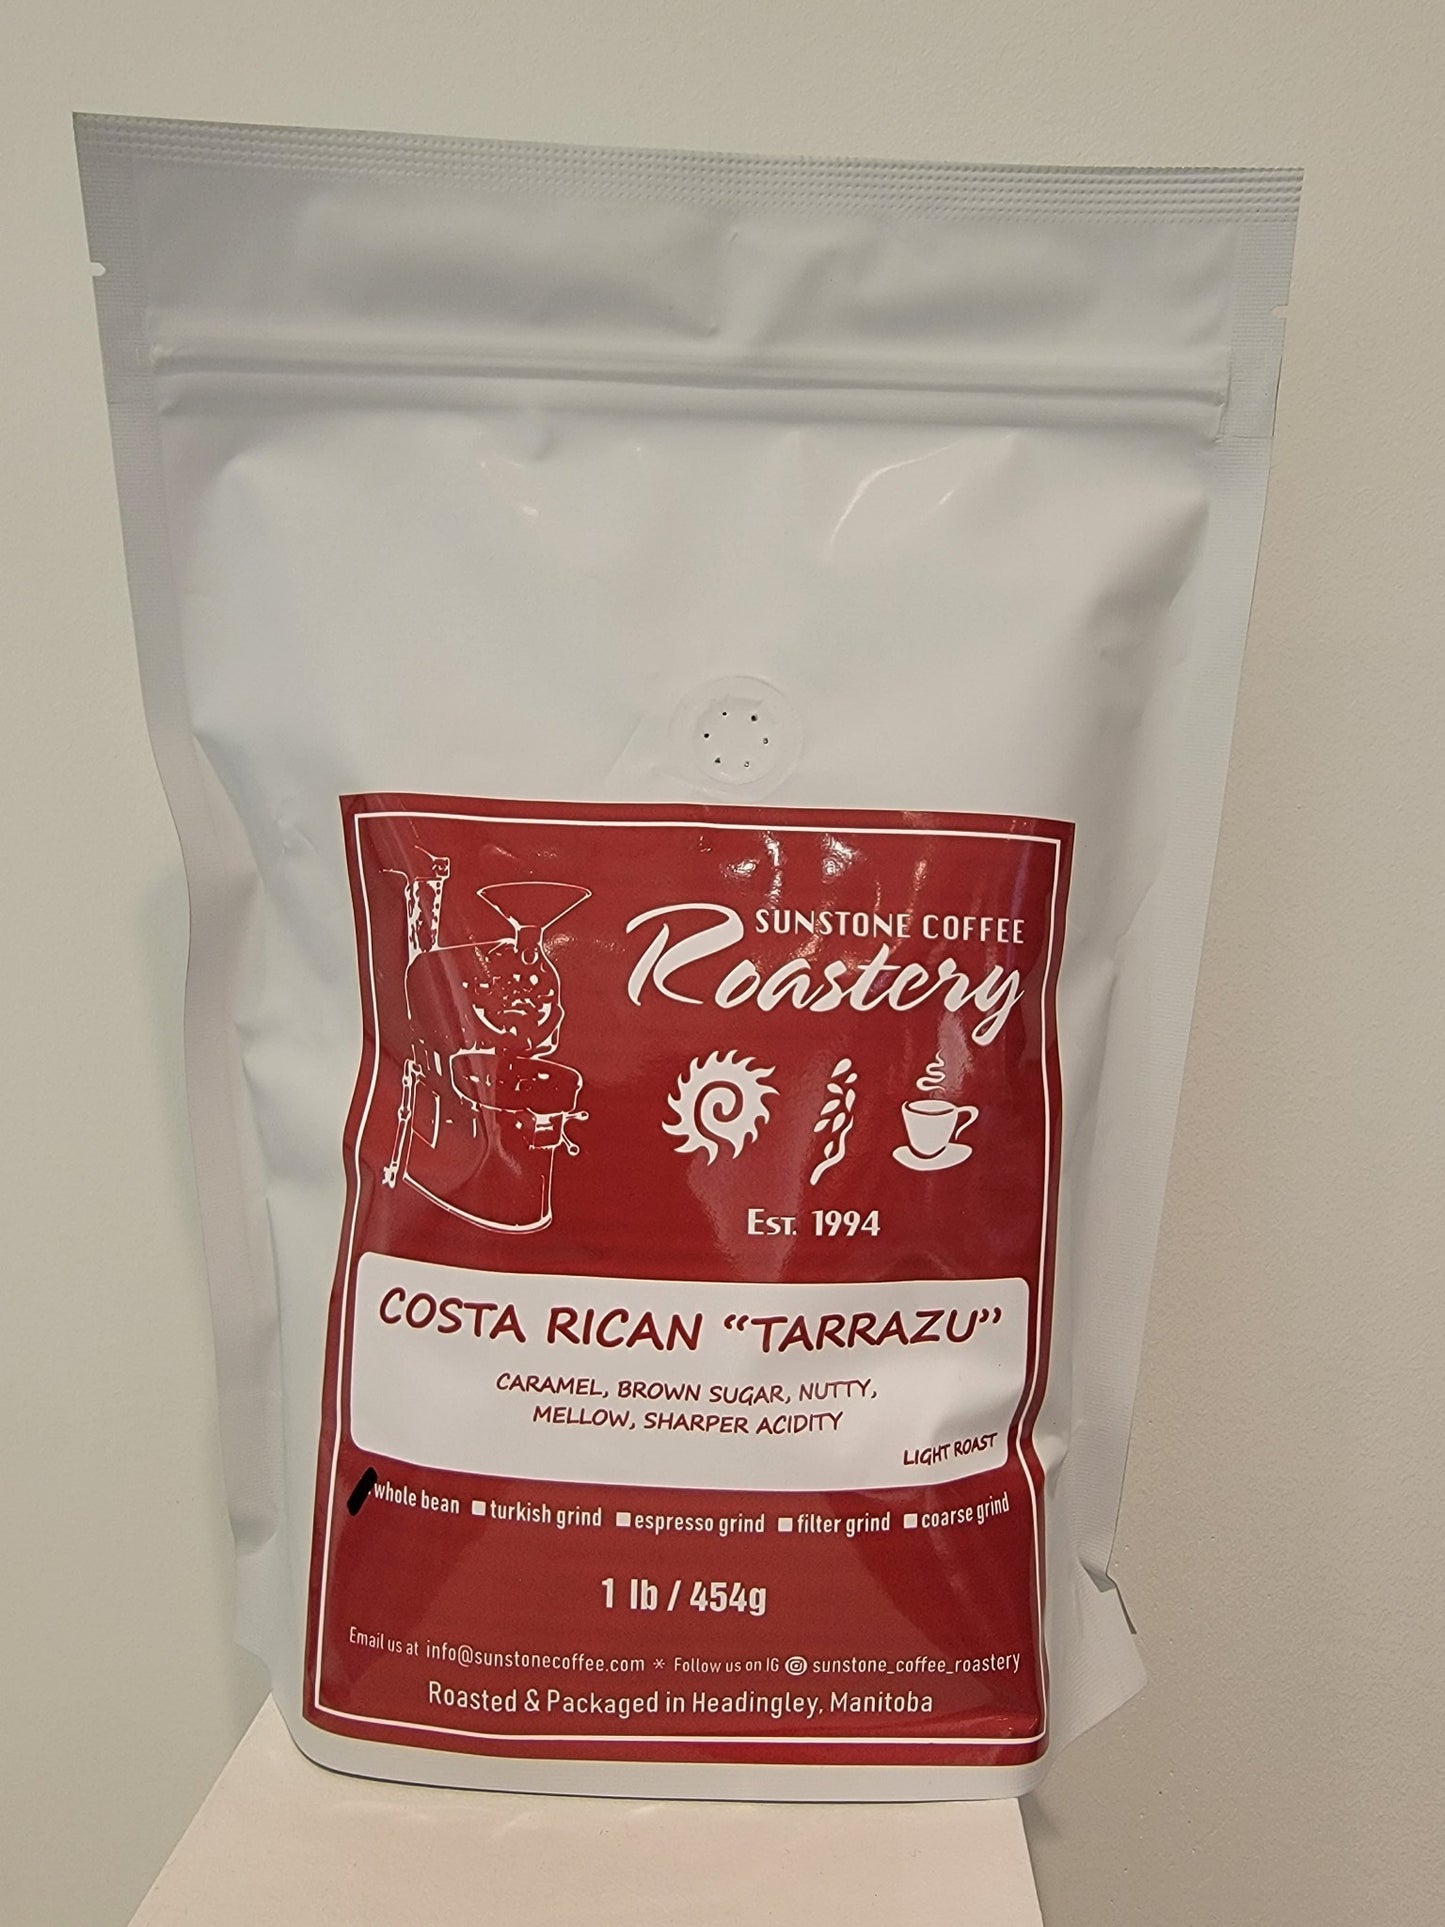 SUNSTONE COFFEE
Roastery
EST. 1994
COSTA RICAN “TARRAZU”
CARAMEL, BROWN SUGAR, NUTTY,
MELLOW, SHARPER ACIDITY
LIGHT ROAST
whole bean turkish grind espresso grind filter grind coarse grind
1 lb / 454g
Email us at info@sunstonecoffee.com * Follow us on IG sunstone_coffee_roastery
Roasted & Packaged in Headingley, Manitoba